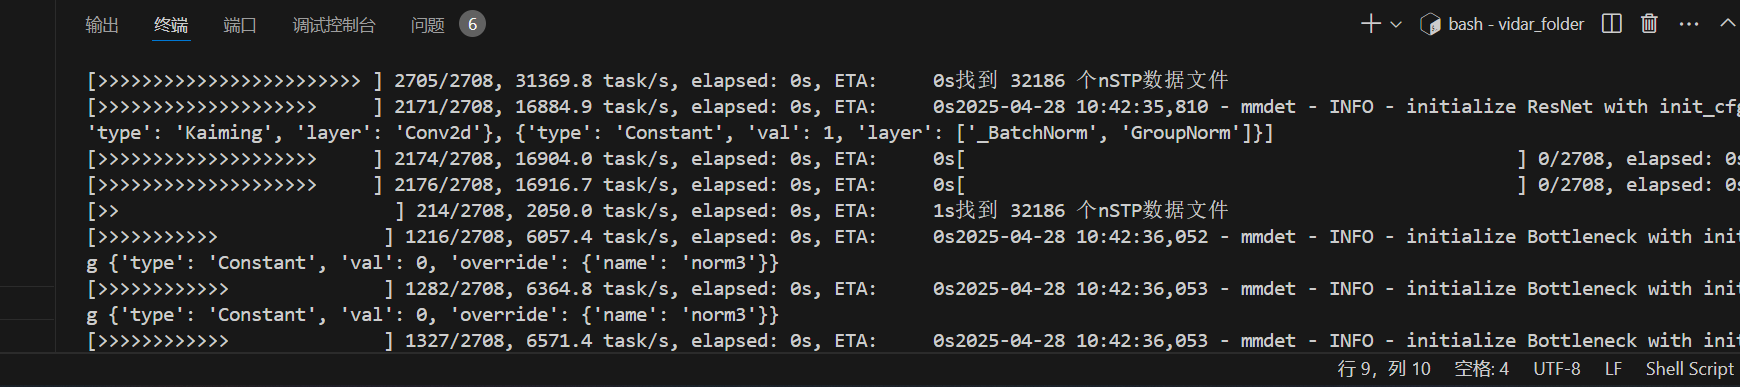 输出 终端 端口 调试控制台 问题 6 bash - vidar_folder
[>>>>>>>>>>>>>>>>>>>>>>>> ] 2705/2708, 31369.8 task/s, elapsed: 0s, ETA:     0s找到 32186 个nSTP数据文件
[>>>>>>>>>>>>>>>>>>>>     ] 2171/2708, 16884.9 task/s, elapsed: 0s, ETA:     0s2025-04-28 10:42:35,810 - mmdet - INFO - initialize ResNet with init_cfg
'type': 'Kaiming', 'layer': 'Conv2d'}, {'type': 'Constant', 'val': 1, 'layer': ['_BatchNorm', 'GroupNorm']}]
[>>>>>>>>>>>>>>>>>>>>     ] 2174/2708, 16904.0 task/s, elapsed: 0s, ETA:     0s[                                                  ] 0/2708, elapsed: 0s
[>>>>>>>>>>>>>>>>>>>>     ] 2176/2708, 16916.7 task/s, elapsed: 0s, ETA:     0s[                                                  ] 0/2708, elapsed: 0s
[>>                         ] 214/2708, 2050.0 task/s, elapsed: 0s, ETA:     1s找到 32186 个nSTP数据文件
[>>>>>>>>>>>               ] 1216/2708, 6057.4 task/s, elapsed: 0s, ETA:     0s2025-04-28 10:42:36,052 - mmdet - INFO - initialize Bottleneck with init
g {'type': 'Constant', 'val': 0, 'override': {'name': 'norm3'}}
[>>>>>>>>>>>>              ] 1282/2708, 6364.8 task/s, elapsed: 0s, ETA:     0s2025-04-28 10:42:36,053 - mmdet - INFO - initialize Bottleneck with init
g {'type': 'Constant', 'val': 0, 'override': {'name': 'norm3'}}
[>>>>>>>>>>>>              ] 1327/2708, 6571.4 task/s, elapsed: 0s, ETA:     0s2025-04-28 10:42:36,053 - mmdet - INFO - initialize Bottleneck with init
行 9，列 10 空格: 4 UTF-8 LF Shell Script